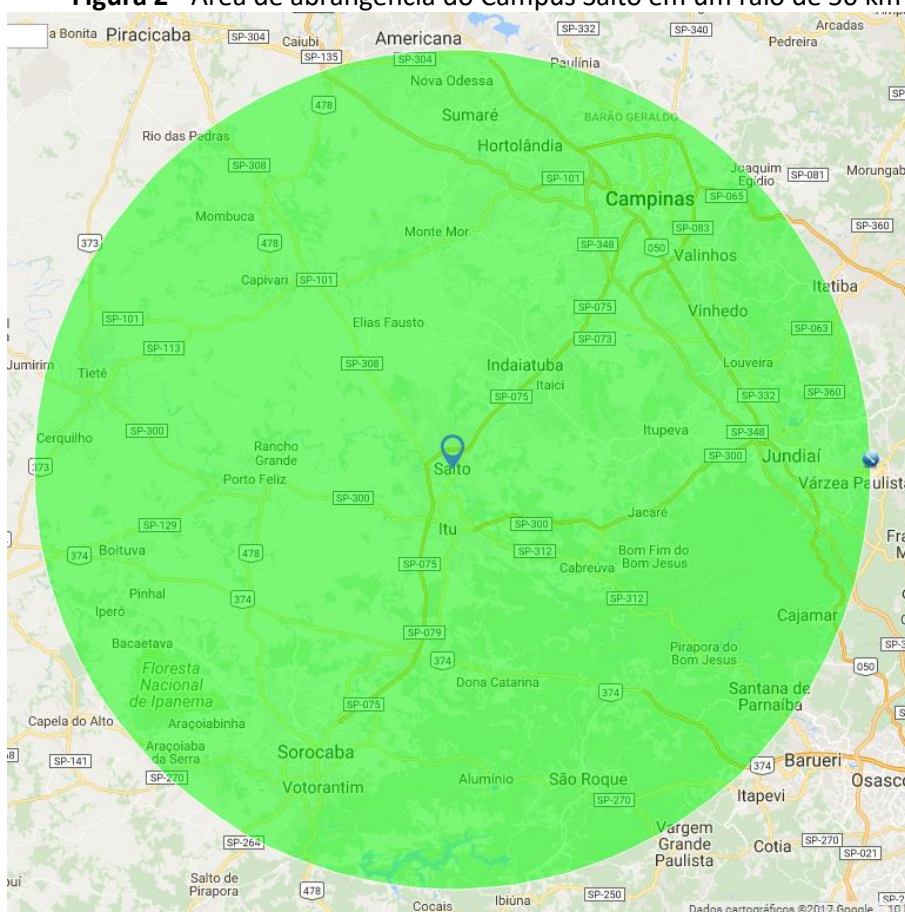 Figura 2 - Área de abrangência do Campus Salto em um raio de 50 km
a Bonita
Piracicaba
SP-304
Caiubi
Americana
SP-332
SP-340
Arcadas
Pedreira
SP-135
SP-304
Paulínia
Nova Odessa
478
Sumaré
BARÃO GERALDO
Rio das Pedras
Hortolândia
SP-308
SP-101
Joaquim
Egídio
SP-081
Morungab
Campinas
SP-065
Mombuca
SP-083
SP-360
373
478
Monte Mor
SP-348
050
Valinhos
Capivari
SP-101
Itatiba
SP-075
Vinhedo
SP-101
Elias Fausto
SP-073
SP-063
SP-113
Jumirim
SP-308
Indaiatuba
Louveira
Tietê
Itaici
SP-075
SP-332
SP-360
Cerquilho
SP-300
Rancho
Grande
Itupeva
SP-348
SP-300
Jundiaí
373
Salto
Porto Feliz
Várzea Paulista
SP-300
Jacaré
SP-129
Itu
SP-300
Fra
M
374
Boituva
478
SP-312
Bom Fim do
Bom Jesus
Cabreúva
SP-075
Pinhal
374
SP-312
Iperó
Cajamar
Bacaetava
SP-079
Pirapora do
Bom Jesus
SP-3
Floresta
Nacional
de Ipanema
374
050
Dona Catarina
374
Santana de
Parnaíba
SP-075
Capela do Alto
Araçoiabinha
Araçoiaba
da Serra
Sorocaba
SP-141
SP-270
374
Barueri
Votorantim
Alumínio
São Roque
Osasco
SP-270
Itapevi
Vargem
Grande
Paulista
SP-264
Cotia
SP-270
SP-021
Salto de
Pirapora
478
Ibiúna
SP-250
Cocais
Dados cartográficos ©2017 Google